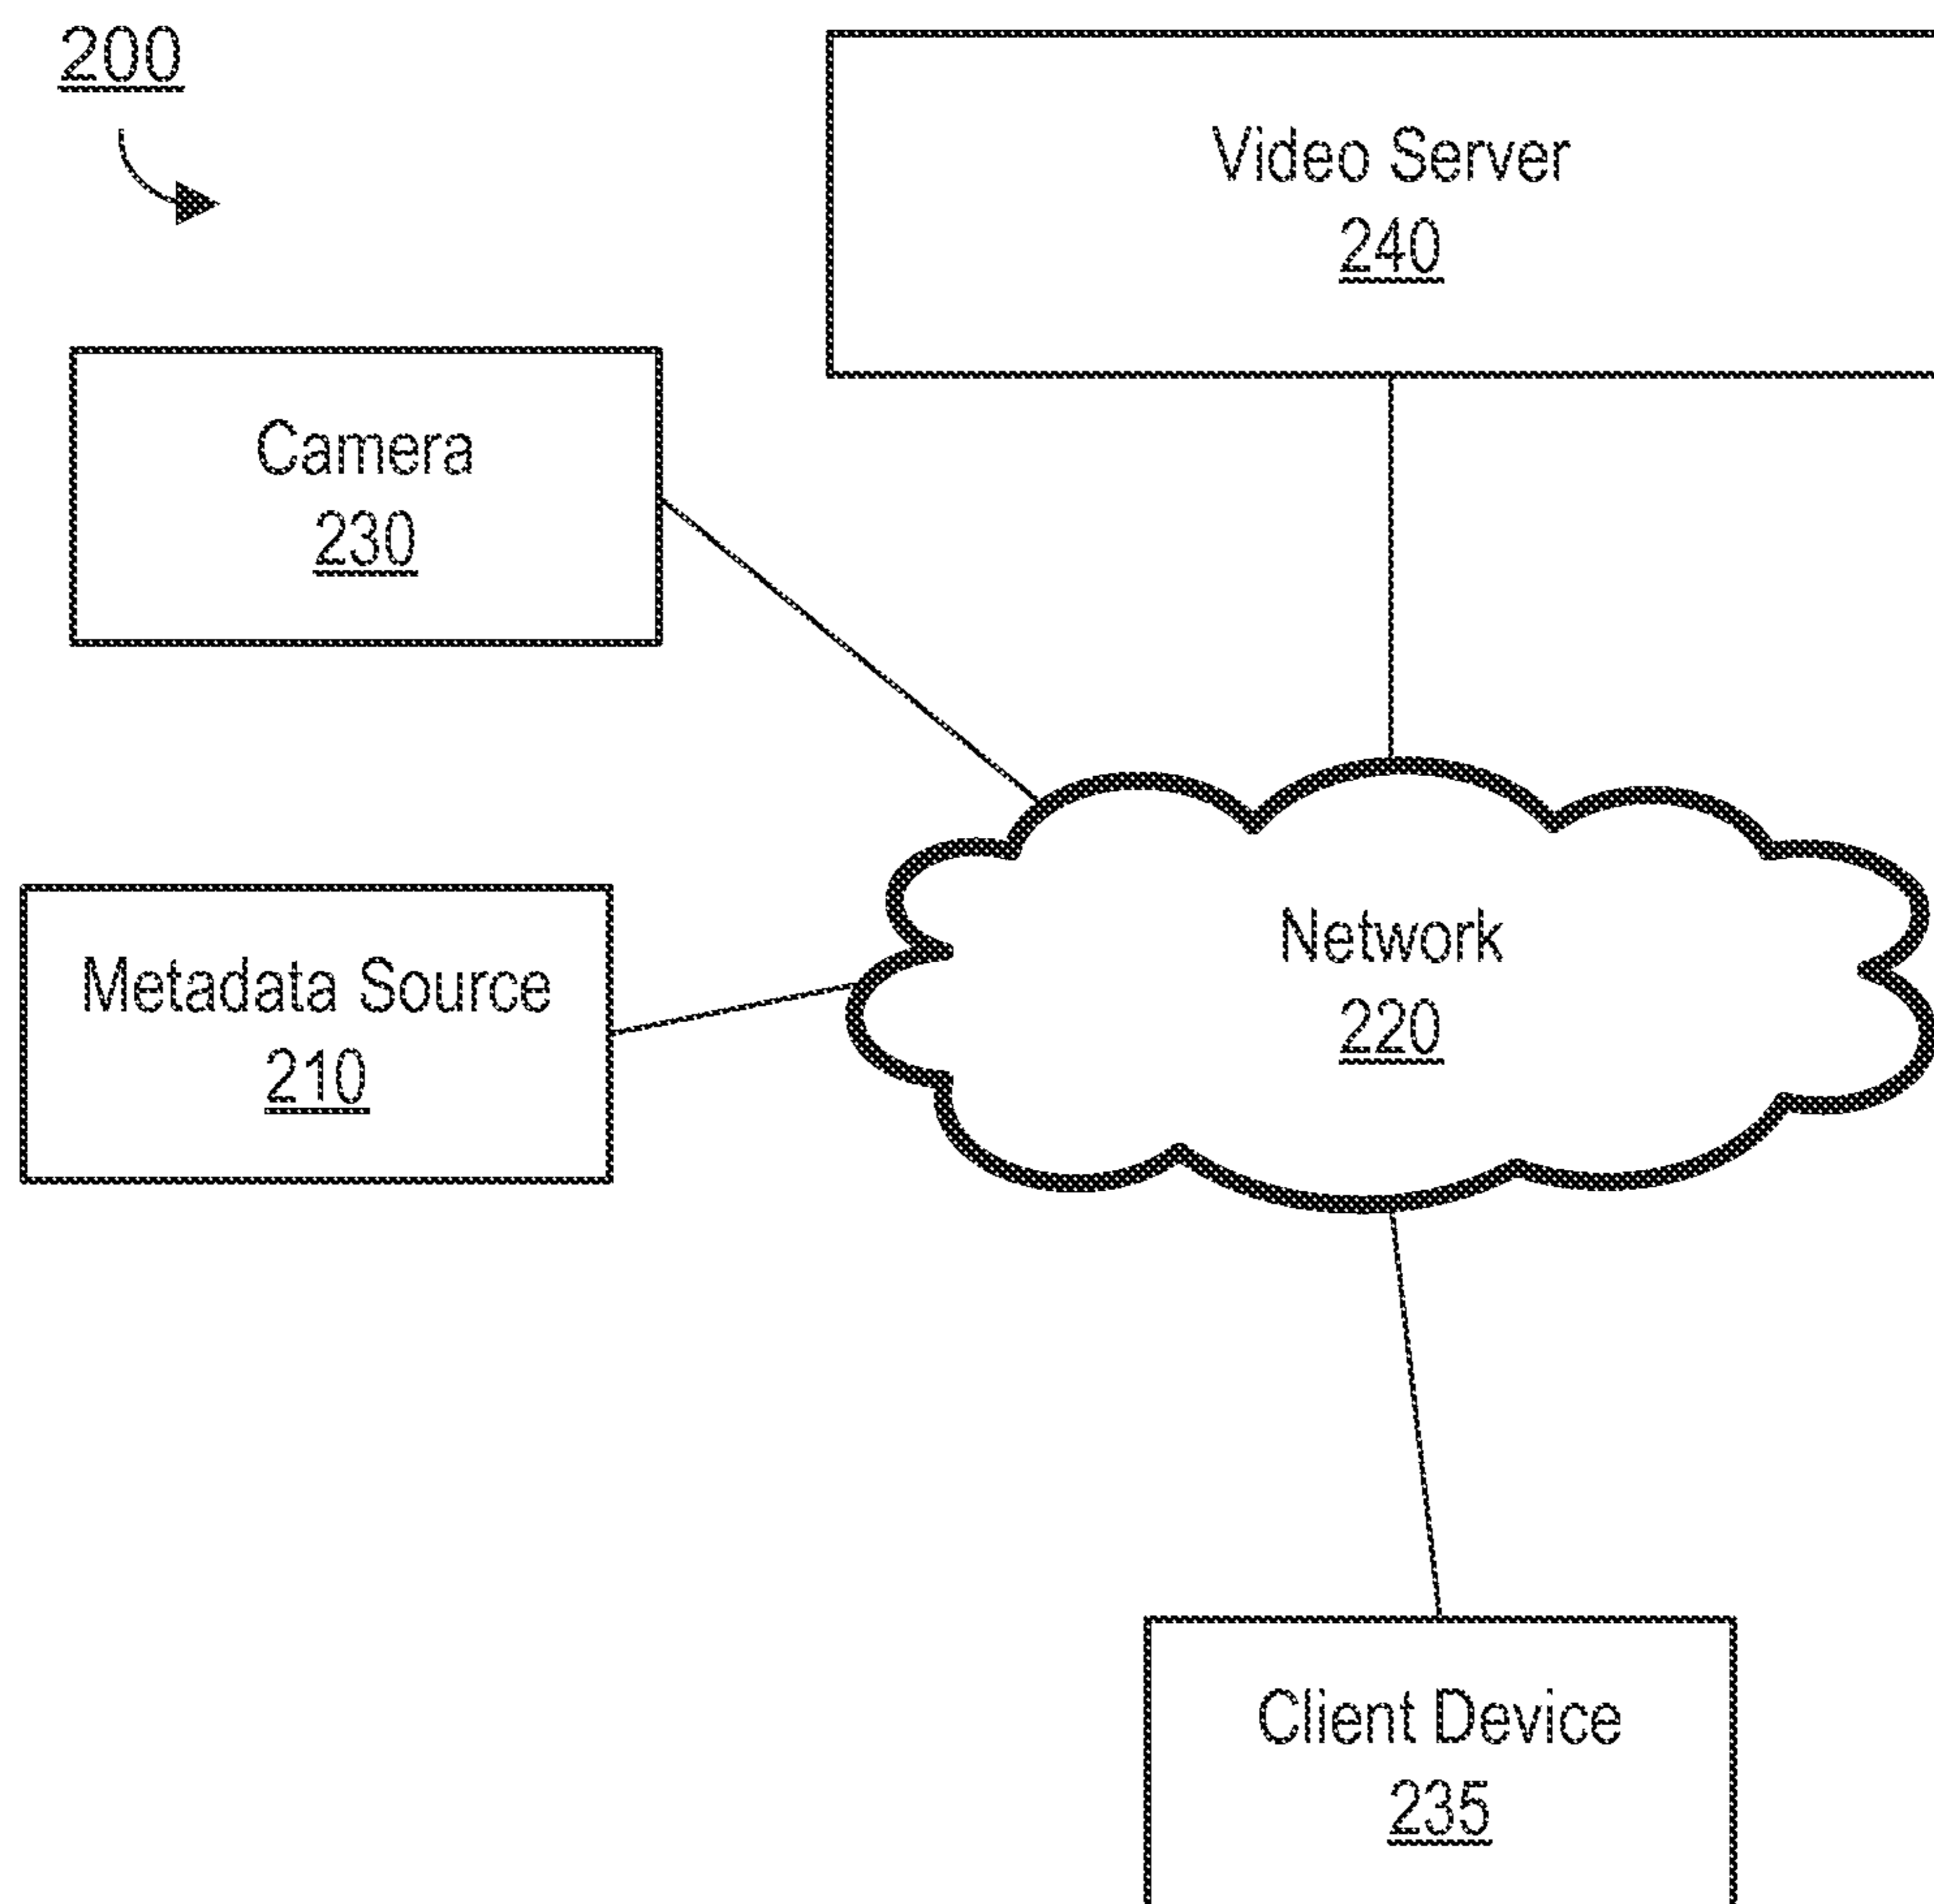 200
Video Server
240
Camera
230
Network
220
Metadata Source
210
Client Device
235